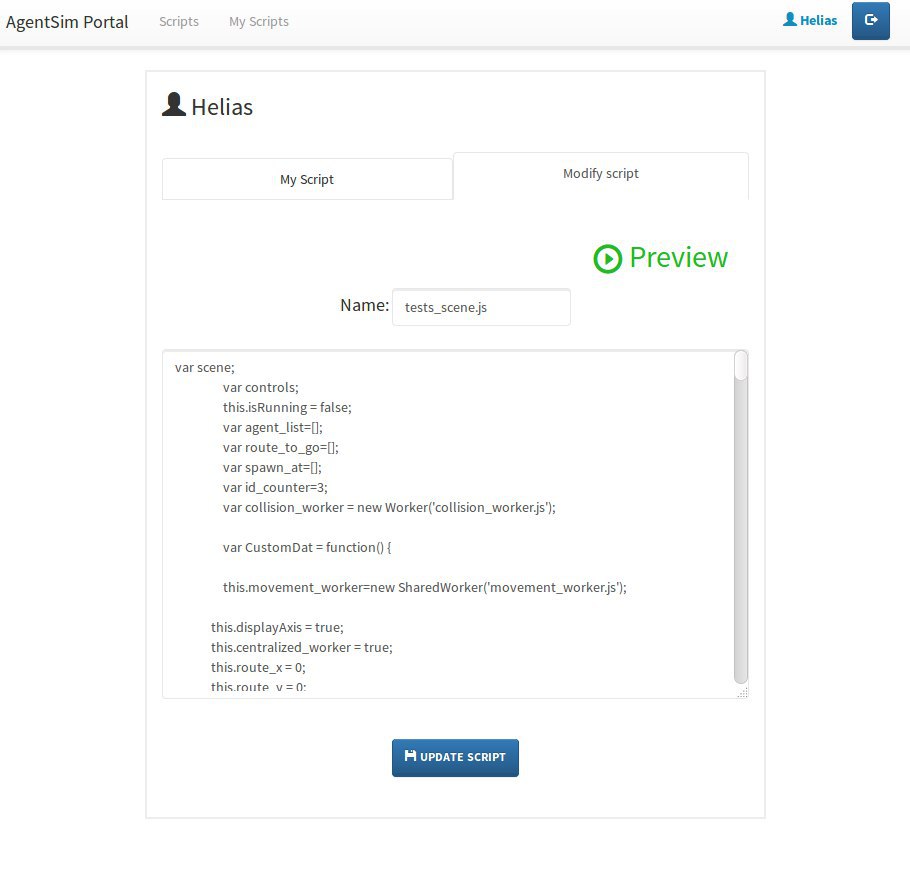 AgentSim Portal Scripts My Scripts Helias
Helias
My Script Modify script
Preview
Name: tests_scene.js
var scene;
var controls;
this.isRunning = false;
var agent_list=[];
var route_to_go=[];
var spawn_at=[];
var id_counter=3;
var collision_worker = new Worker('collision_worker.js');
var CustomDat = function() {
this.movement_worker=new SharedWorker('movement_worker.js');
this.displayAxis = true;
this.centralized_worker = true;
this.route_x = 0;
this.route_y = 0;
UPDATE SCRIPT